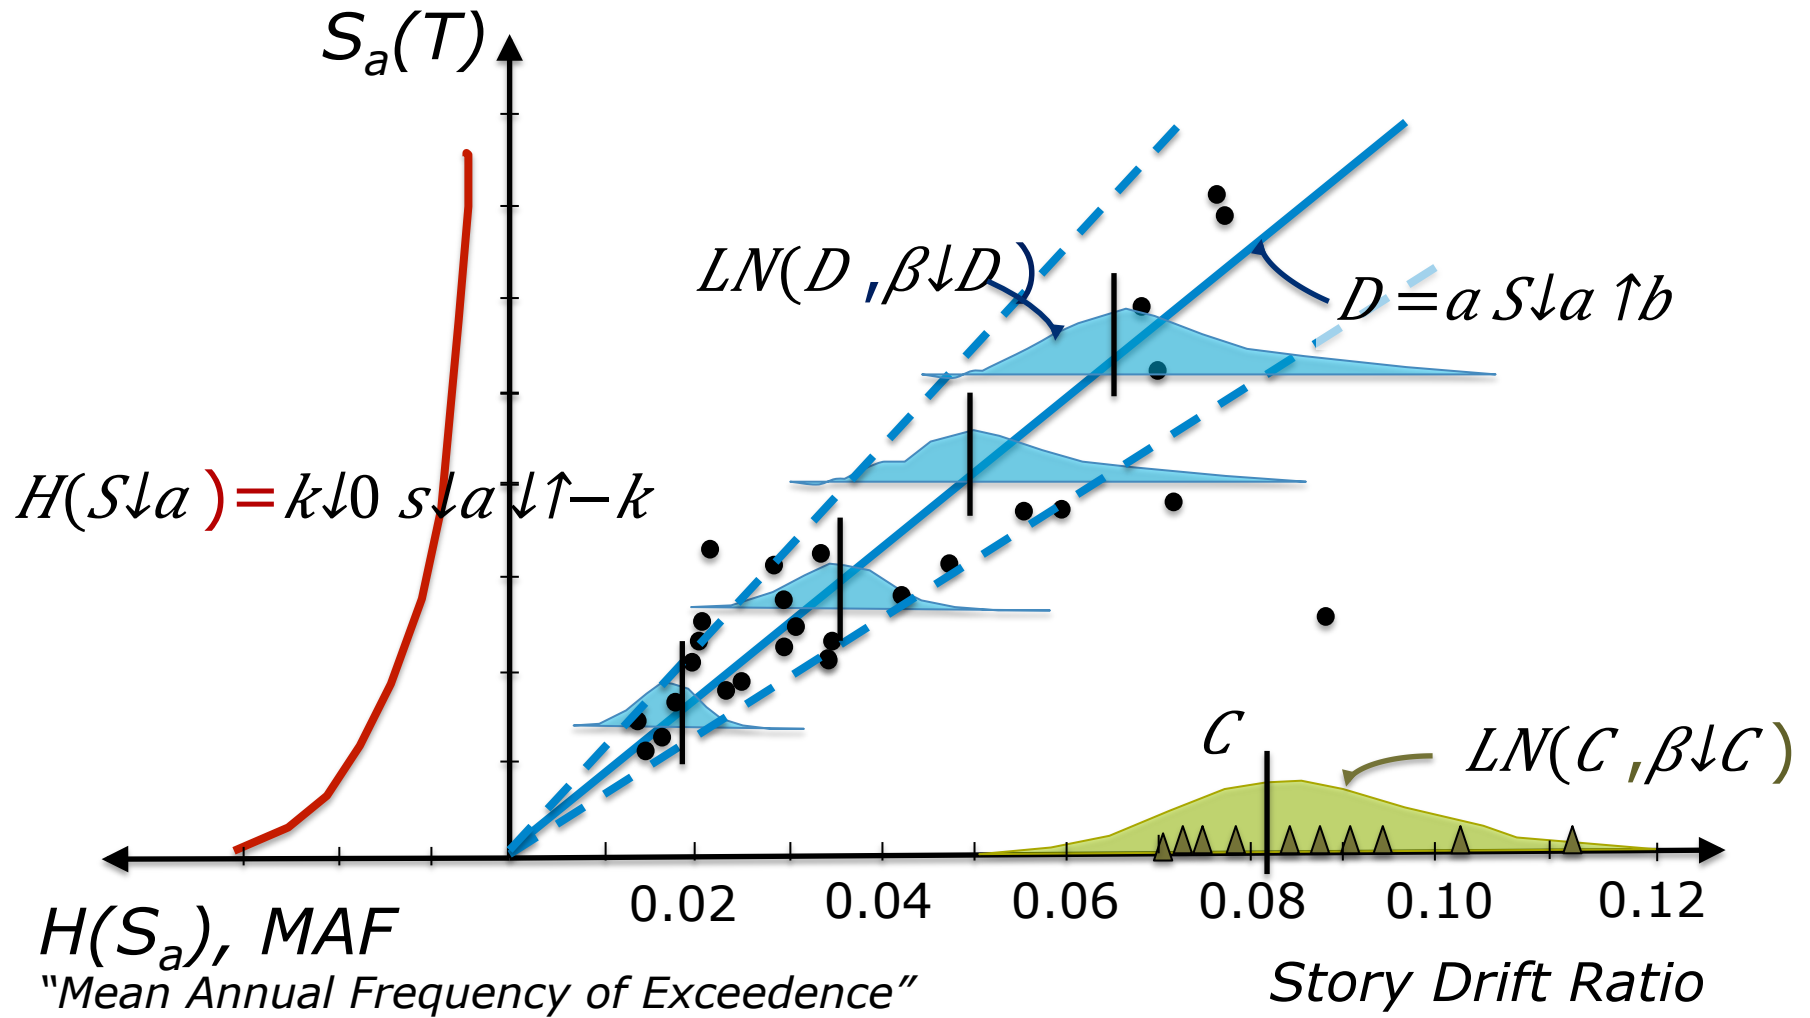 Sa(T)
LN(D ,β↓D )
D =a S↓a ↑b
H(S↓a )=k↓0 s↓a↓↑−k
C
LN(C ,β↓C )
0.02 0.04 0.06 0.08 0.10 0.12
H(Sa), MAF
“Mean Annual Frequency of Exceedence”
Story Drift Ratio